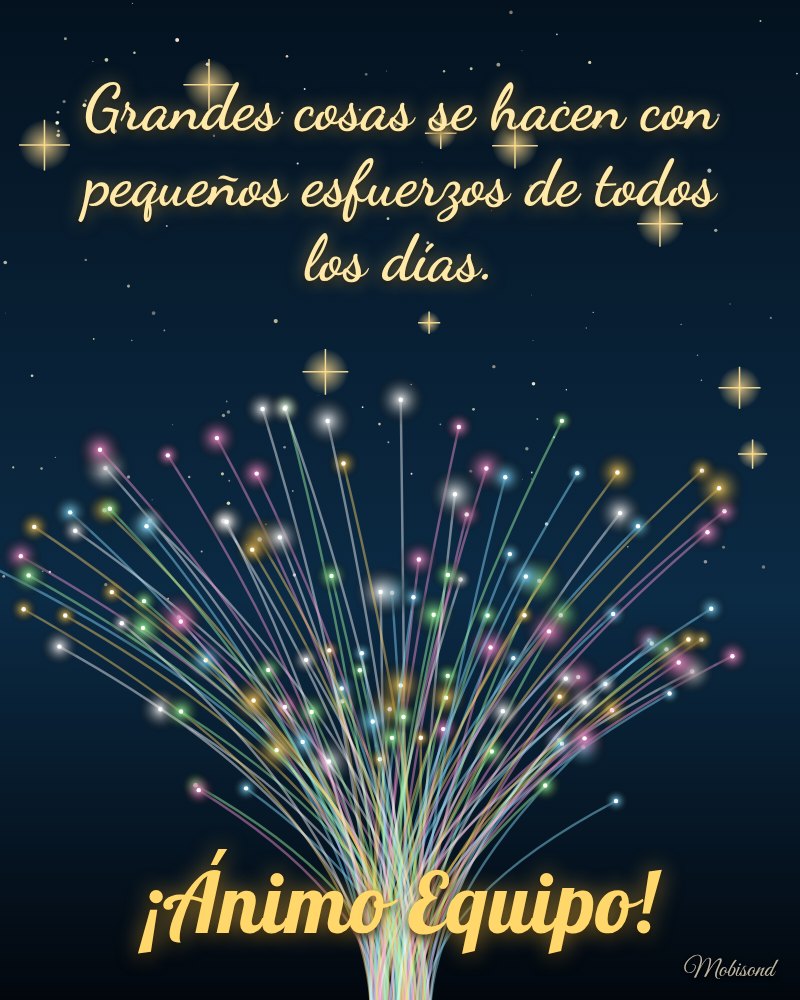 Grandes cosas se hacen con
pequeños esfuerzos de todos
los días.
¡Ánimo Equipo!
Mobisond